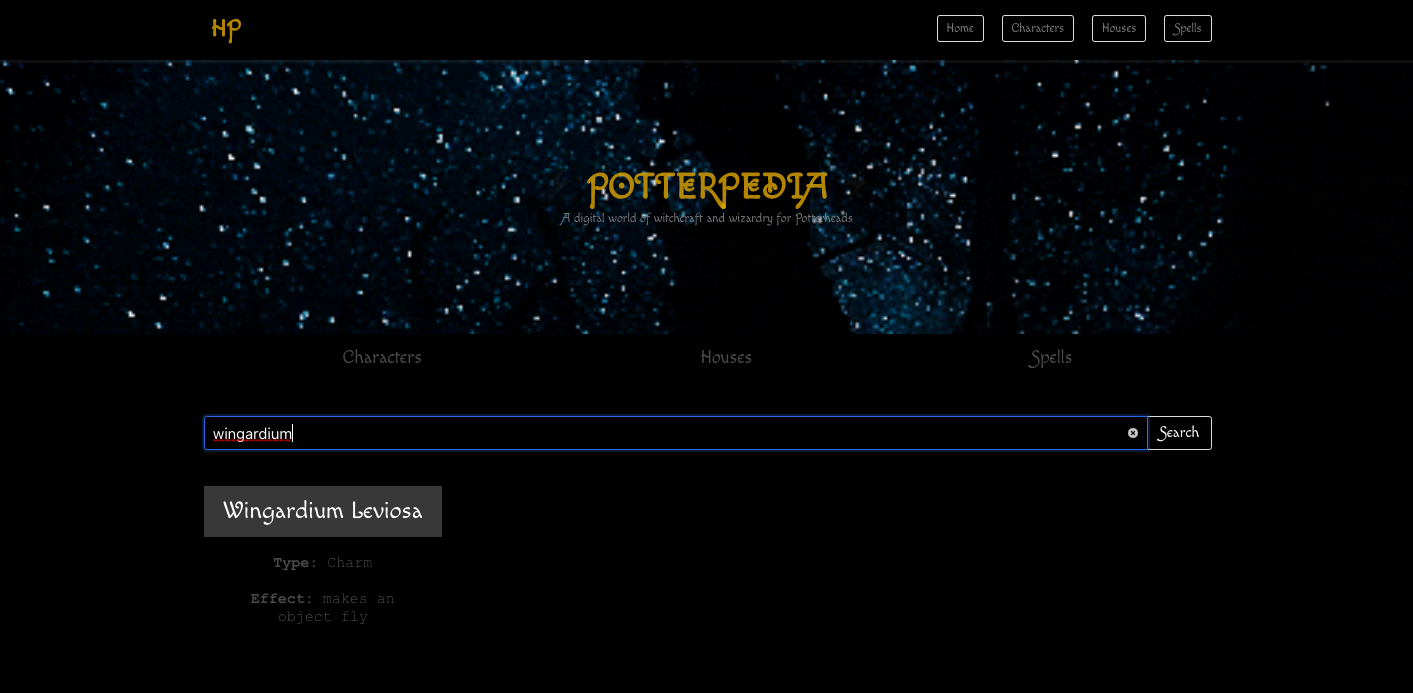 HP
Home
Characters
Houses
Spells
POTTERPEDIA
A digital world of witchcraft and wizardry for Potterheads
Characters
Houses
Spells
wingardium
Search
Wingardium Leviosa
Type: Charm
Effect: makes an
object fly